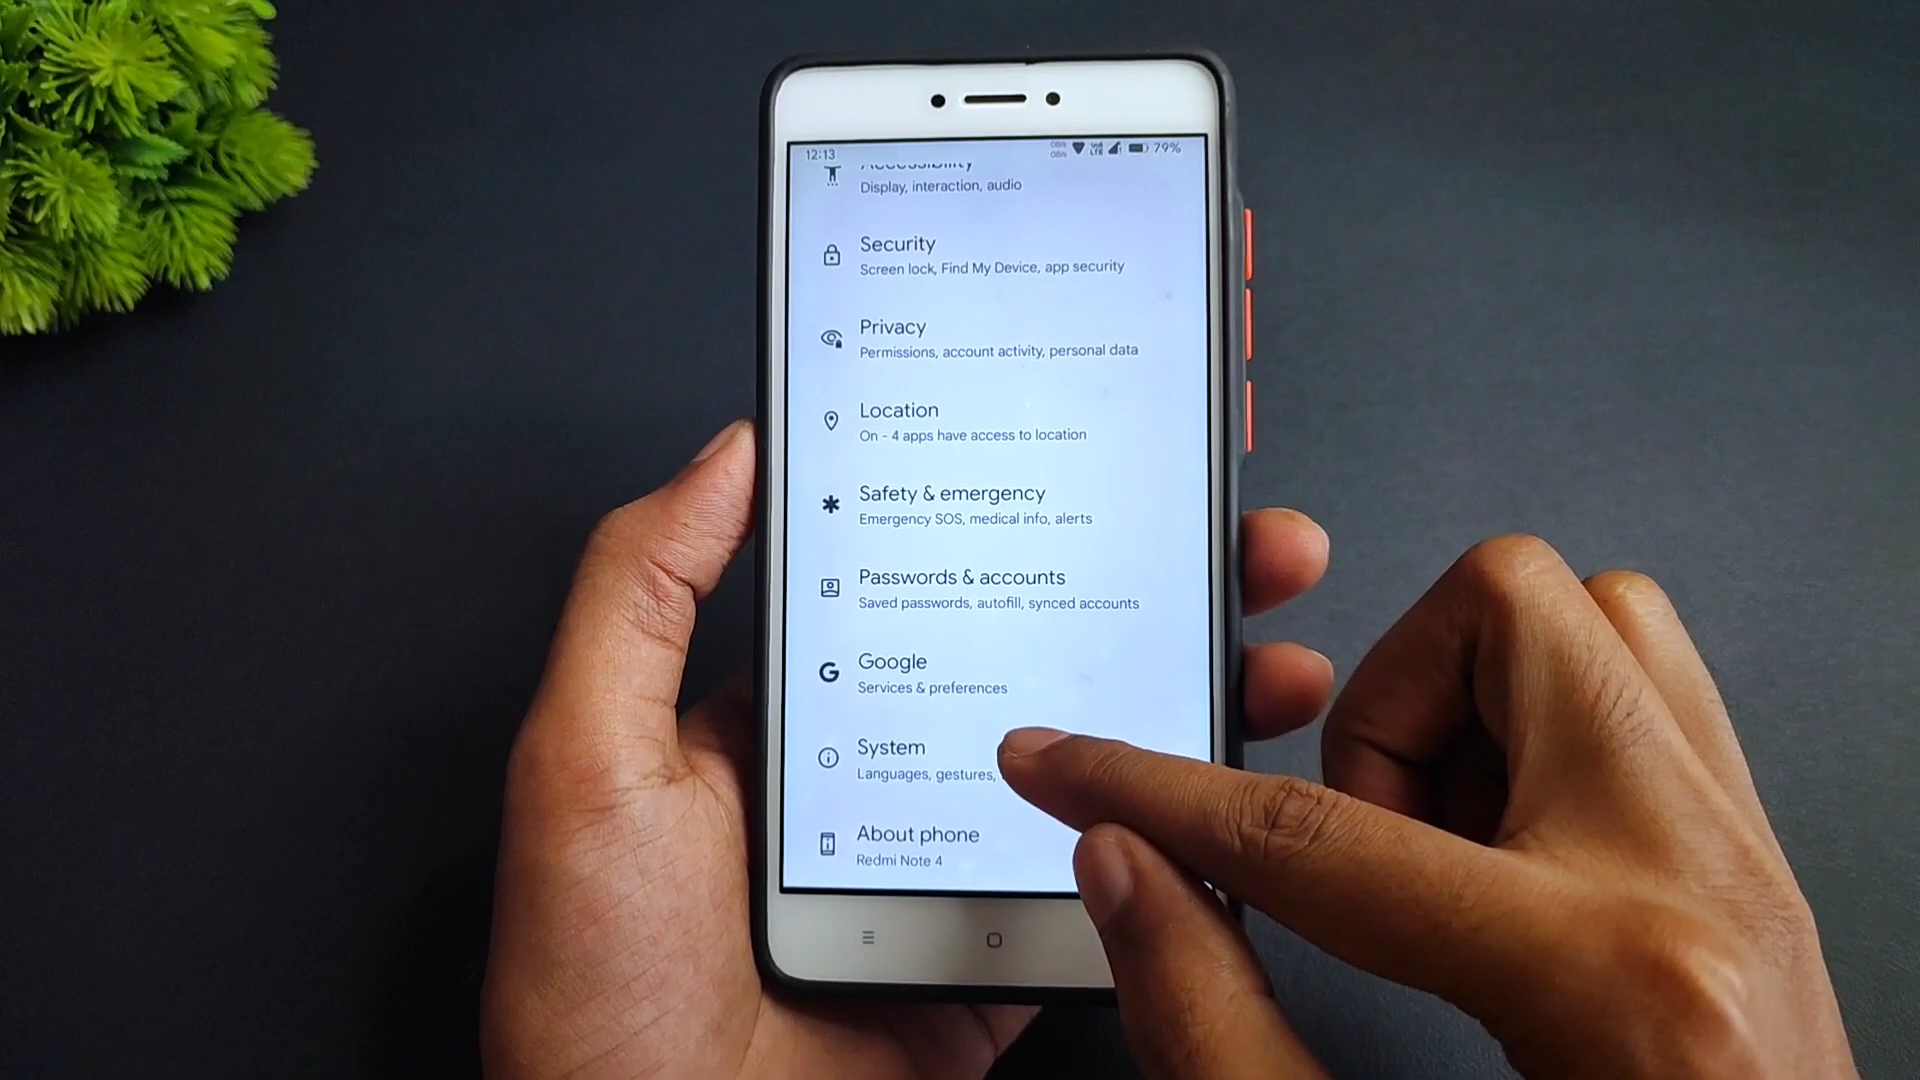 12:13
79%
Accessibility
Display, interaction, audio
Security
Screen lock, Find My Device, app security
Privacy
Permissions, account activity, personal data
Location
On - 4 apps have access to location
Safety & emergency
Emergency SOS, medical info, alerts
Passwords & accounts
Saved passwords, autofill, synced accounts
Google
Services & preferences
System
Languages, gestures,
About phone
Redmi Note 4